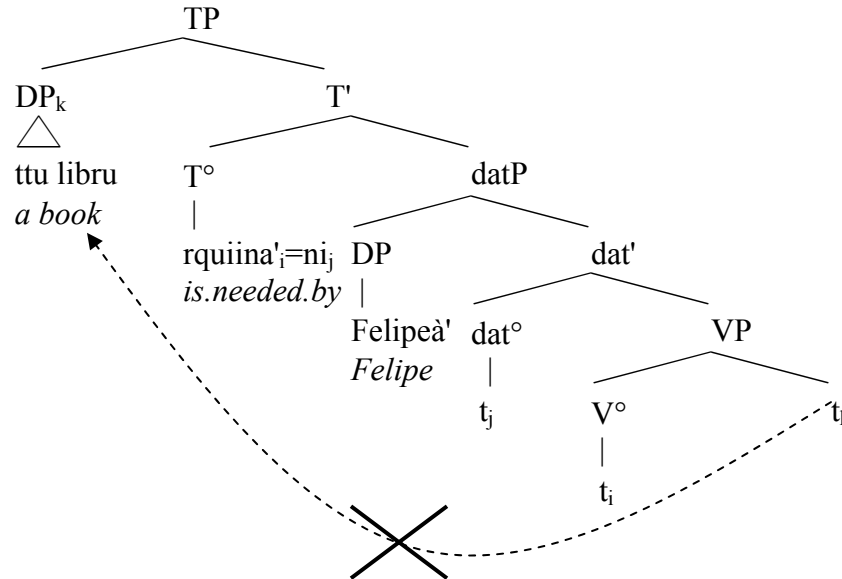 TP
DPₖ T'
ttu libru T° datP
a book
rquiina'ᵢ=niⱼ DP dat'
is.needed.by
Felipeà' dat° VP
Felipe
tⱼ V°
tᵢ